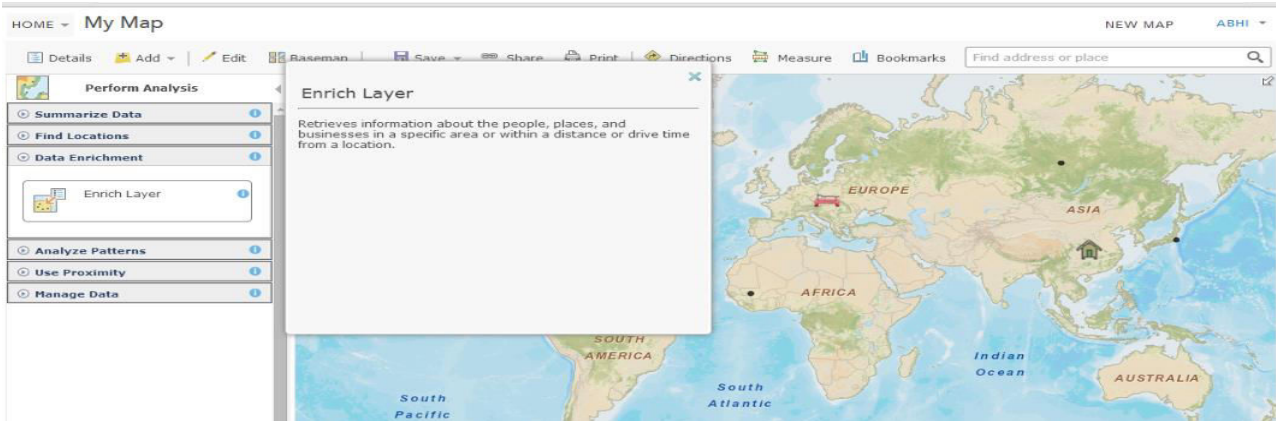 HOME My Map NEW MAP ABHI
Details Add Edit Basemap Save Share Print Directions Measure Bookmarks Find address or place
Perform Analysis
Summarize Data
Find Locations
Data Enrichment
Enrich Layer
Analyze Patterns
Use Proximity
Manage Data
Enrich Layer
Retrieves information about the people, places, and
businesses in a specific area or within a distance or drive time
from a location.
EUROPE
ASIA
AFRICA
SOUTH
AMERICA
Indian
Ocean
AUSTRALIA
South
Atlantic
South
Pacific